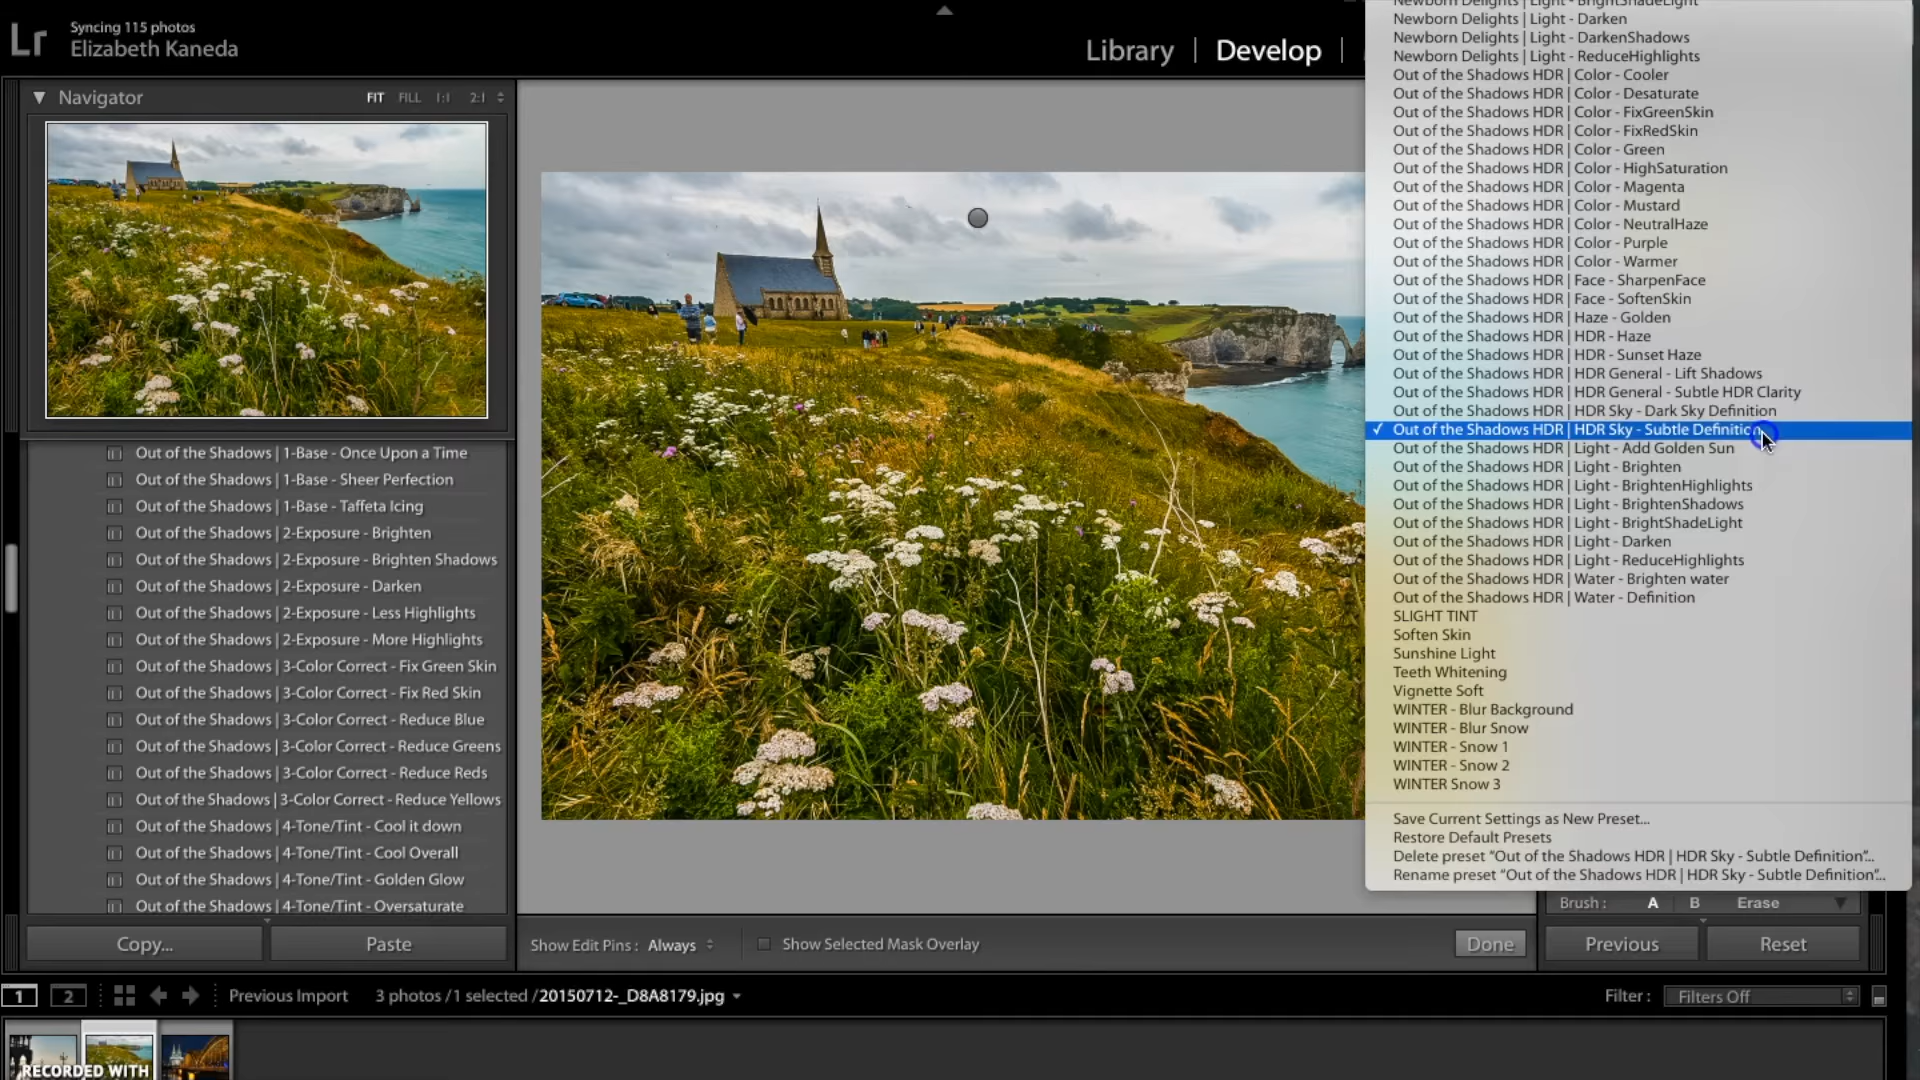 Lr
Syncing 115 photos
Elizabeth Kaneda
Library | Develop |
Navigator FIT FILL 1:1 2:1
Out of the Shadows | 1-Base - Once Upon a Time
Out of the Shadows | 1-Base - Sheer Perfection
Out of the Shadows | 1-Base - Taffeta Icing
Out of the Shadows | 2-Exposure - Brighten
Out of the Shadows | 2-Exposure - Brighten Shadows
Out of the Shadows | 2-Exposure - Darken
Out of the Shadows | 2-Exposure - Less Highlights
Out of the Shadows | 2-Exposure - More Highlights
Out of the Shadows | 3-Color Correct - Fix Green Skin
Out of the Shadows | 3-Color Correct - Fix Red Skin
Out of the Shadows | 3-Color Correct - Reduce Blue
Out of the Shadows | 3-Color Correct - Reduce Greens
Out of the Shadows | 3-Color Correct - Reduce Reds
Out of the Shadows | 3-Color Correct - Reduce Yellows
Out of the Shadows | 4-Tone/Tint - Cool it down
Out of the Shadows | 4-Tone/Tint - Cool Overall
Out of the Shadows | 4-Tone/Tint - Golden Glow
Out of the Shadows | 4-Tone/Tint - Oversaturate
Copy... Paste
Newborn Delights | Light - BrightShadeLight
Newborn Delights | Light - Darken
Newborn Delights | Light - DarkenShadows
Newborn Delights | Light - ReduceHighlights
Out of the Shadows HDR | Color - Cooler
Out of the Shadows HDR | Color - Desaturate
Out of the Shadows HDR | Color - FixGreenSkin
Out of the Shadows HDR | Color - FixRedSkin
Out of the Shadows HDR | Color - Green
Out of the Shadows HDR | Color - HighSaturation
Out of the Shadows HDR | Color - Magenta
Out of the Shadows HDR | Color - Mustard
Out of the Shadows HDR | Color - NeutralHaze
Out of the Shadows HDR | Color - Purple
Out of the Shadows HDR | Color - Warmer
Out of the Shadows HDR | Face - SharpenFace
Out of the Shadows HDR | Face - SoftenSkin
Out of the Shadows HDR | Haze - Golden
Out of the Shadows HDR | HDR - Haze
Out of the Shadows HDR | HDR - Sunset Haze
Out of the Shadows HDR | HDR General - Lift Shadows
Out of the Shadows HDR | HDR General - Subtle HDR Clarity
Out of the Shadows HDR | HDR Sky - Dark Sky Definition
✓ Out of the Shadows HDR | HDR Sky - Subtle Definition
Out of the Shadows HDR | Light - Add Golden Sun
Out of the Shadows HDR | Light - Brighten
Out of the Shadows HDR | Light - BrightenHighlights
Out of the Shadows HDR | Light - BrightenShadows
Out of the Shadows HDR | Light - BrightShadeLight
Out of the Shadows HDR | Light - Darken
Out of the Shadows HDR | Light - ReduceHighlights
Out of the Shadows HDR | Water - Brighten water
Out of the Shadows HDR | Water - Definition
SLIGHT TINT
Soften Skin
Sunshine Light
Teeth Whitening
Vignette Soft
WINTER - Blur Background
WINTER - Blur Snow
WINTER - Snow 1
WINTER - Snow 2
WINTER Snow 3
Save Current Settings as New Preset...
Restore Default Presets
Delete preset “Out of the Shadows HDR | HDR Sky - Subtle Definition”...
Rename preset “Out of the Shadows HDR | HDR Sky - Subtle Definition”...
Brush : A B Erase
Show Edit Pins : Always Show Selected Mask Overlay Done
Previous Reset
1 2 Previous Import 3 photos /1 selected /20150712-_D8A8179.jpg
Filter : Filters Off
RECORDED WITH